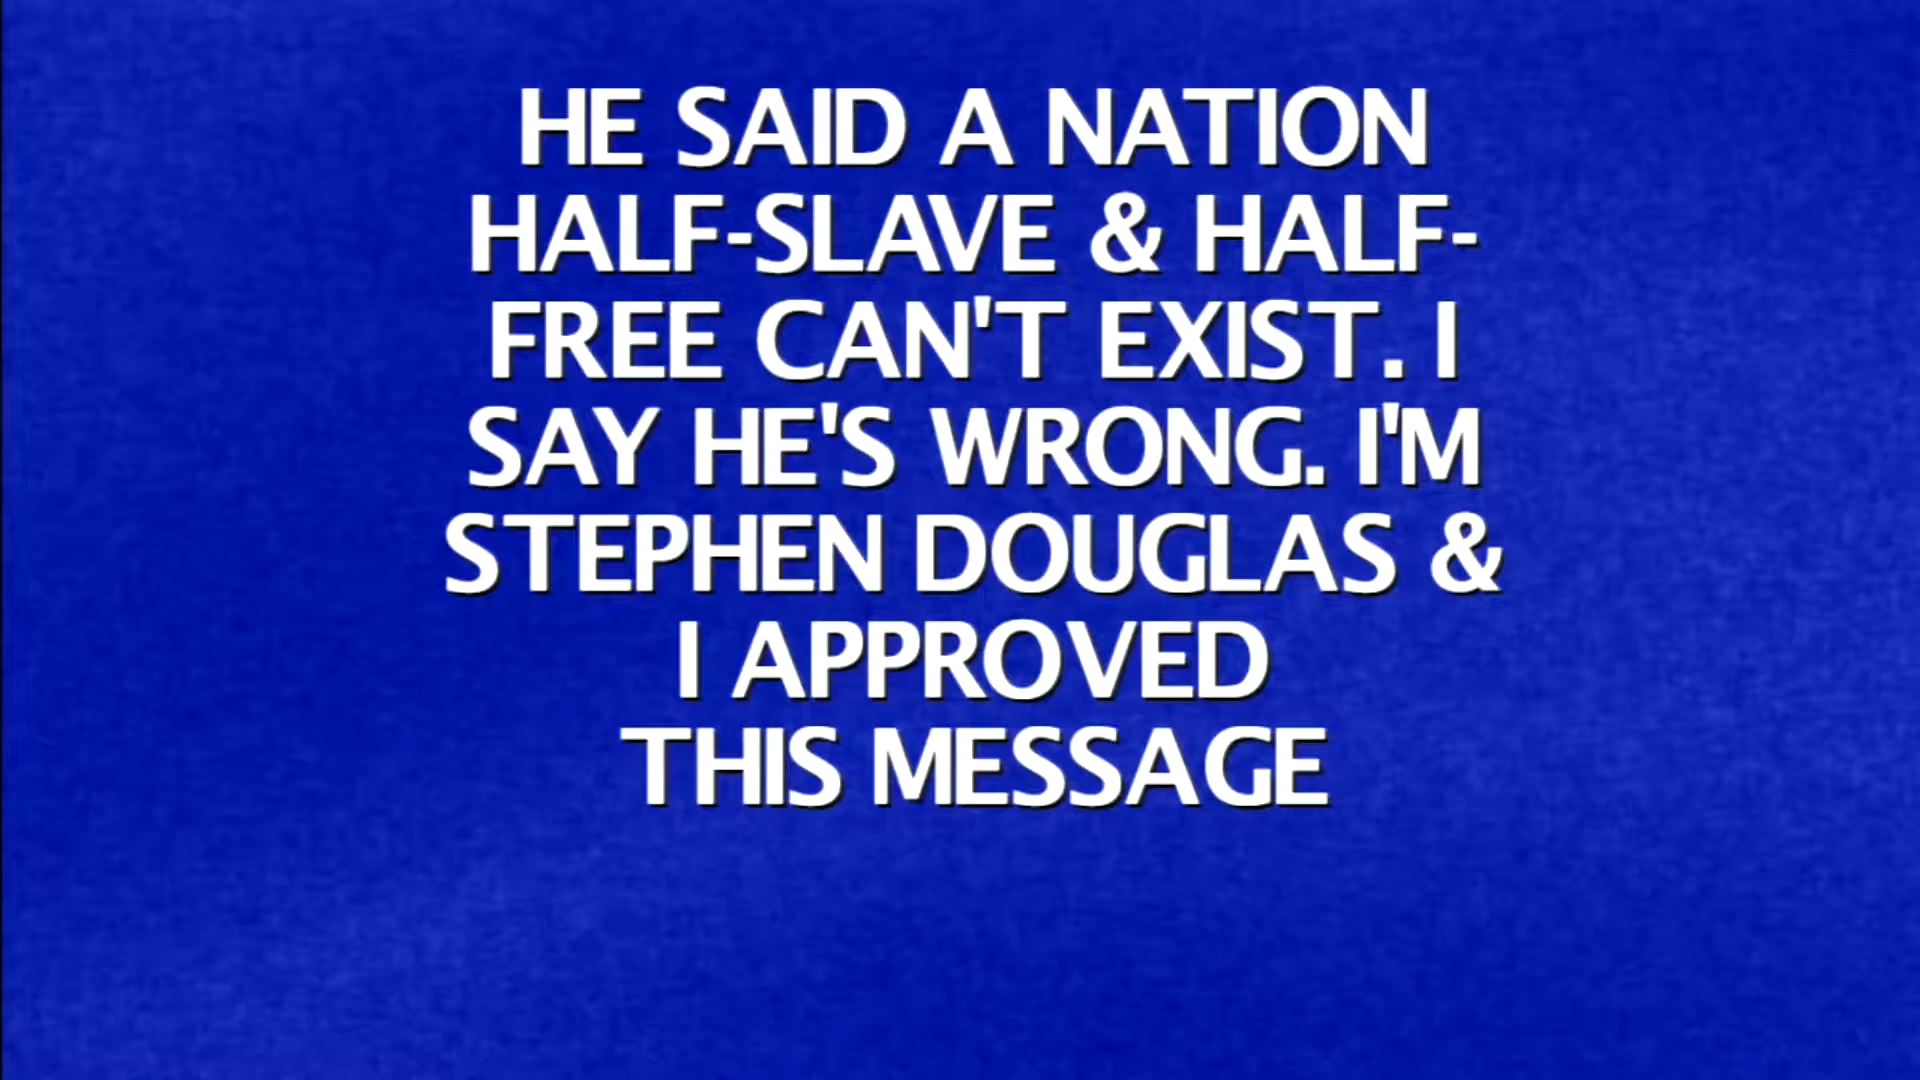 HE SAID A NATION
HALF-SLAVE & HALF-
FREE CAN'T EXIST. I
SAY HE'S WRONG. I'M
STEPHEN DOUGLAS &
I APPROVED
THIS MESSAGE